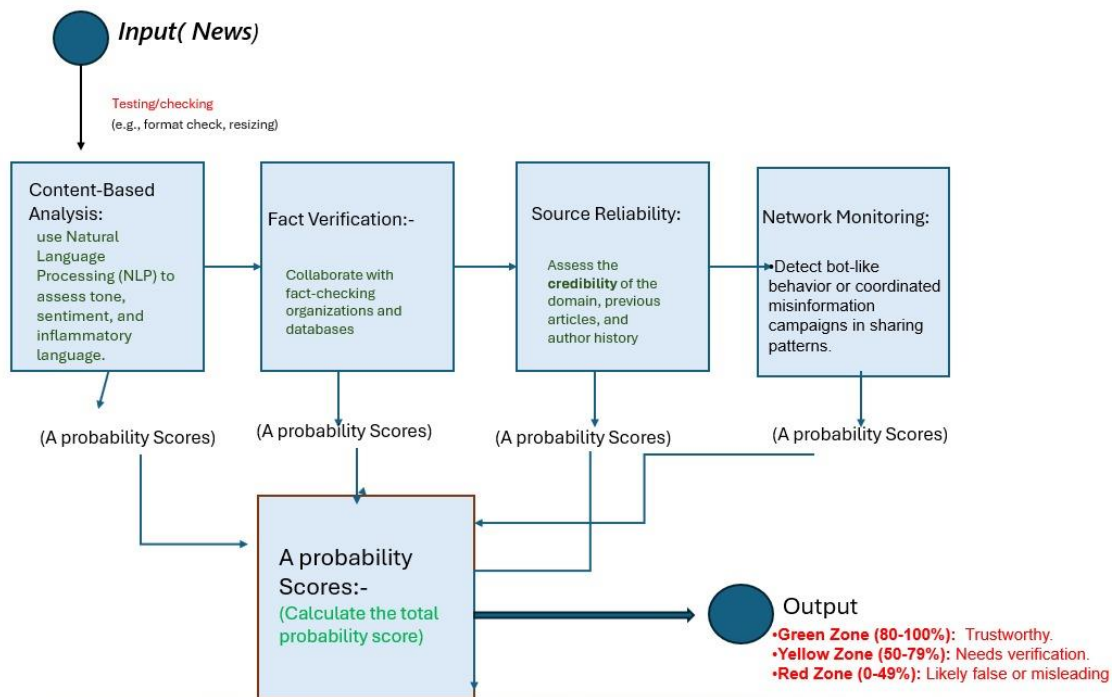 Input( News)
Testing/checking
(e.g., format check, resizing)
Content-Based
Analysis:
use Natural
Language
Processing (NLP) to
assess tone,
sentiment, and
inflammatory
language.
Fact Verification:-
Collaborate with
fact-checking
organizations and
databases
Source Reliability:
Assess the
credibility of the
domain, previous
articles, and
author history
Network Monitoring:
•Detect bot-like
behavior or coordinated
misinformation
campaigns in sharing
patterns.
(A probability Scores)
(A probability Scores)
(A probability Scores)
(A probability Scores)
A probability
Scores:-
(Calculate the total
probability score)
Output
•Green Zone (80-100%): Trustworthy.
•Yellow Zone (50-79%): Needs verification.
•Red Zone (0-49%): Likely false or misleading